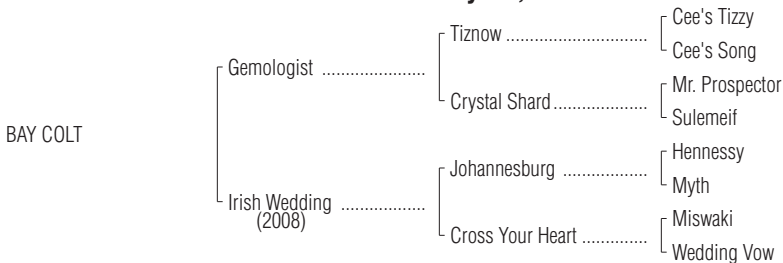 Cee's Tizzy
Tiznow ..............................
Cee's Song
Gemologist ......................
Mr. Prospector
Crystal Shard....................
Sulemeif
BAY COLT
Hennessy
Johannesburg ..................
Myth
Irish Wedding ..................
(2008)
Miswaki
Cross Your Heart ..............
Wedding Vow